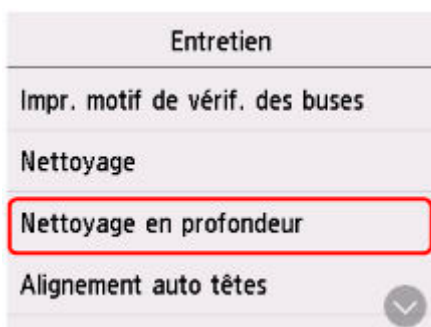 Entretien
Impr. motif de vérif. des buses
Nettoyage
Nettoyage en profondeur
Alignement auto têtes